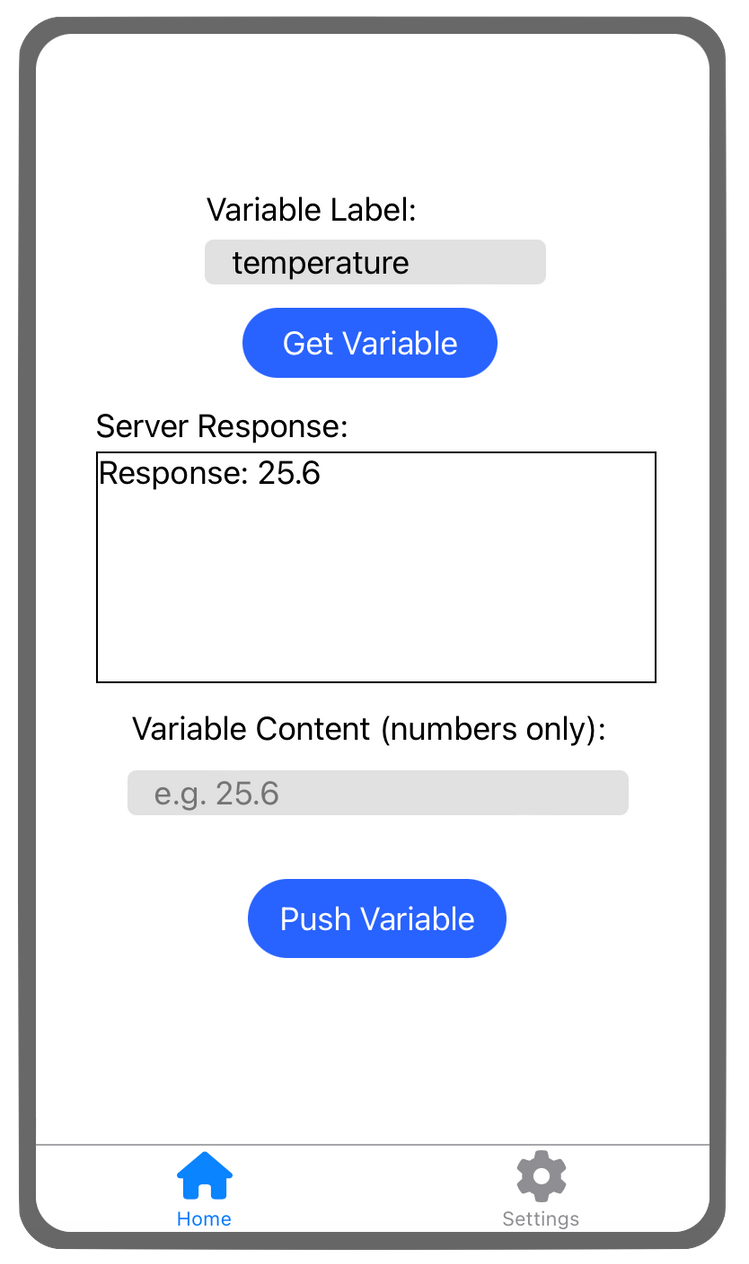 Variable Label:
temperature
Get Variable
Server Response:
Response: 25.6
Variable Content (numbers only):
e.g. 25.6
Push Variable
Home
Settings